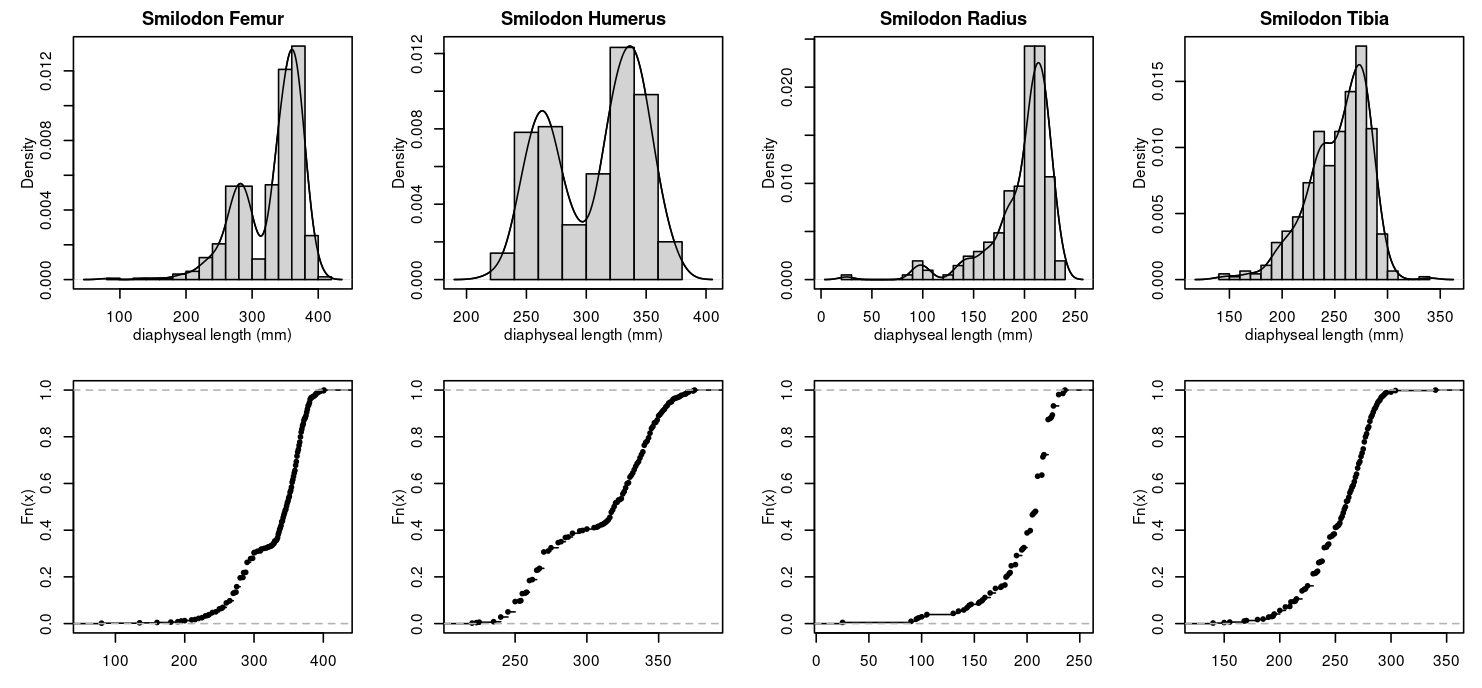 Smilodon Femur
Density
0.000 0.004 0.008 0.012
100 200 300 400
diaphyseal length (mm)
Smilodon Humerus
Density
0.000 0.004 0.008 0.012
200 250 300 350 400
diaphyseal length (mm)
Smilodon Radius
Density
0.000 0.010 0.020
0 50 100 150 200 250
diaphyseal length (mm)
Smilodon Tibia
Density
0.000 0.005 0.010 0.015
150 200 250 300 350
diaphyseal length (mm)
Fn(x)
0.0 0.2 0.4 0.6 0.8 1.0
100 200 300 400
Fn(x)
0.0 0.2 0.4 0.6 0.8 1.0
250 300 350
Fn(x)
0.0 0.2 0.4 0.6 0.8 1.0
0 50 100 150 200 250
Fn(x)
0.0 0.2 0.4 0.6 0.8 1.0
150 200 250 300 350